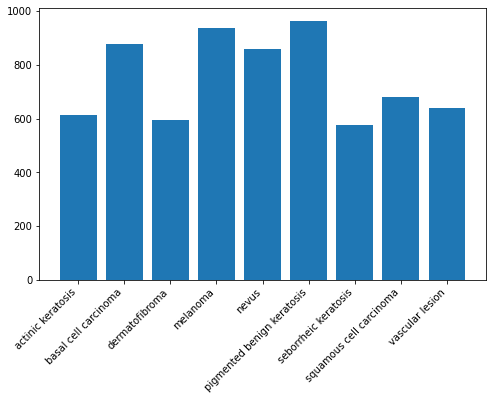 1000
800
600
400
200
0
actinic keratosis
basal cell carcinoma
dermatofibroma
melanoma
nevus
pigmented benign keratosis
seborrheic keratosis
squamous cell carcinoma
vascular lesion